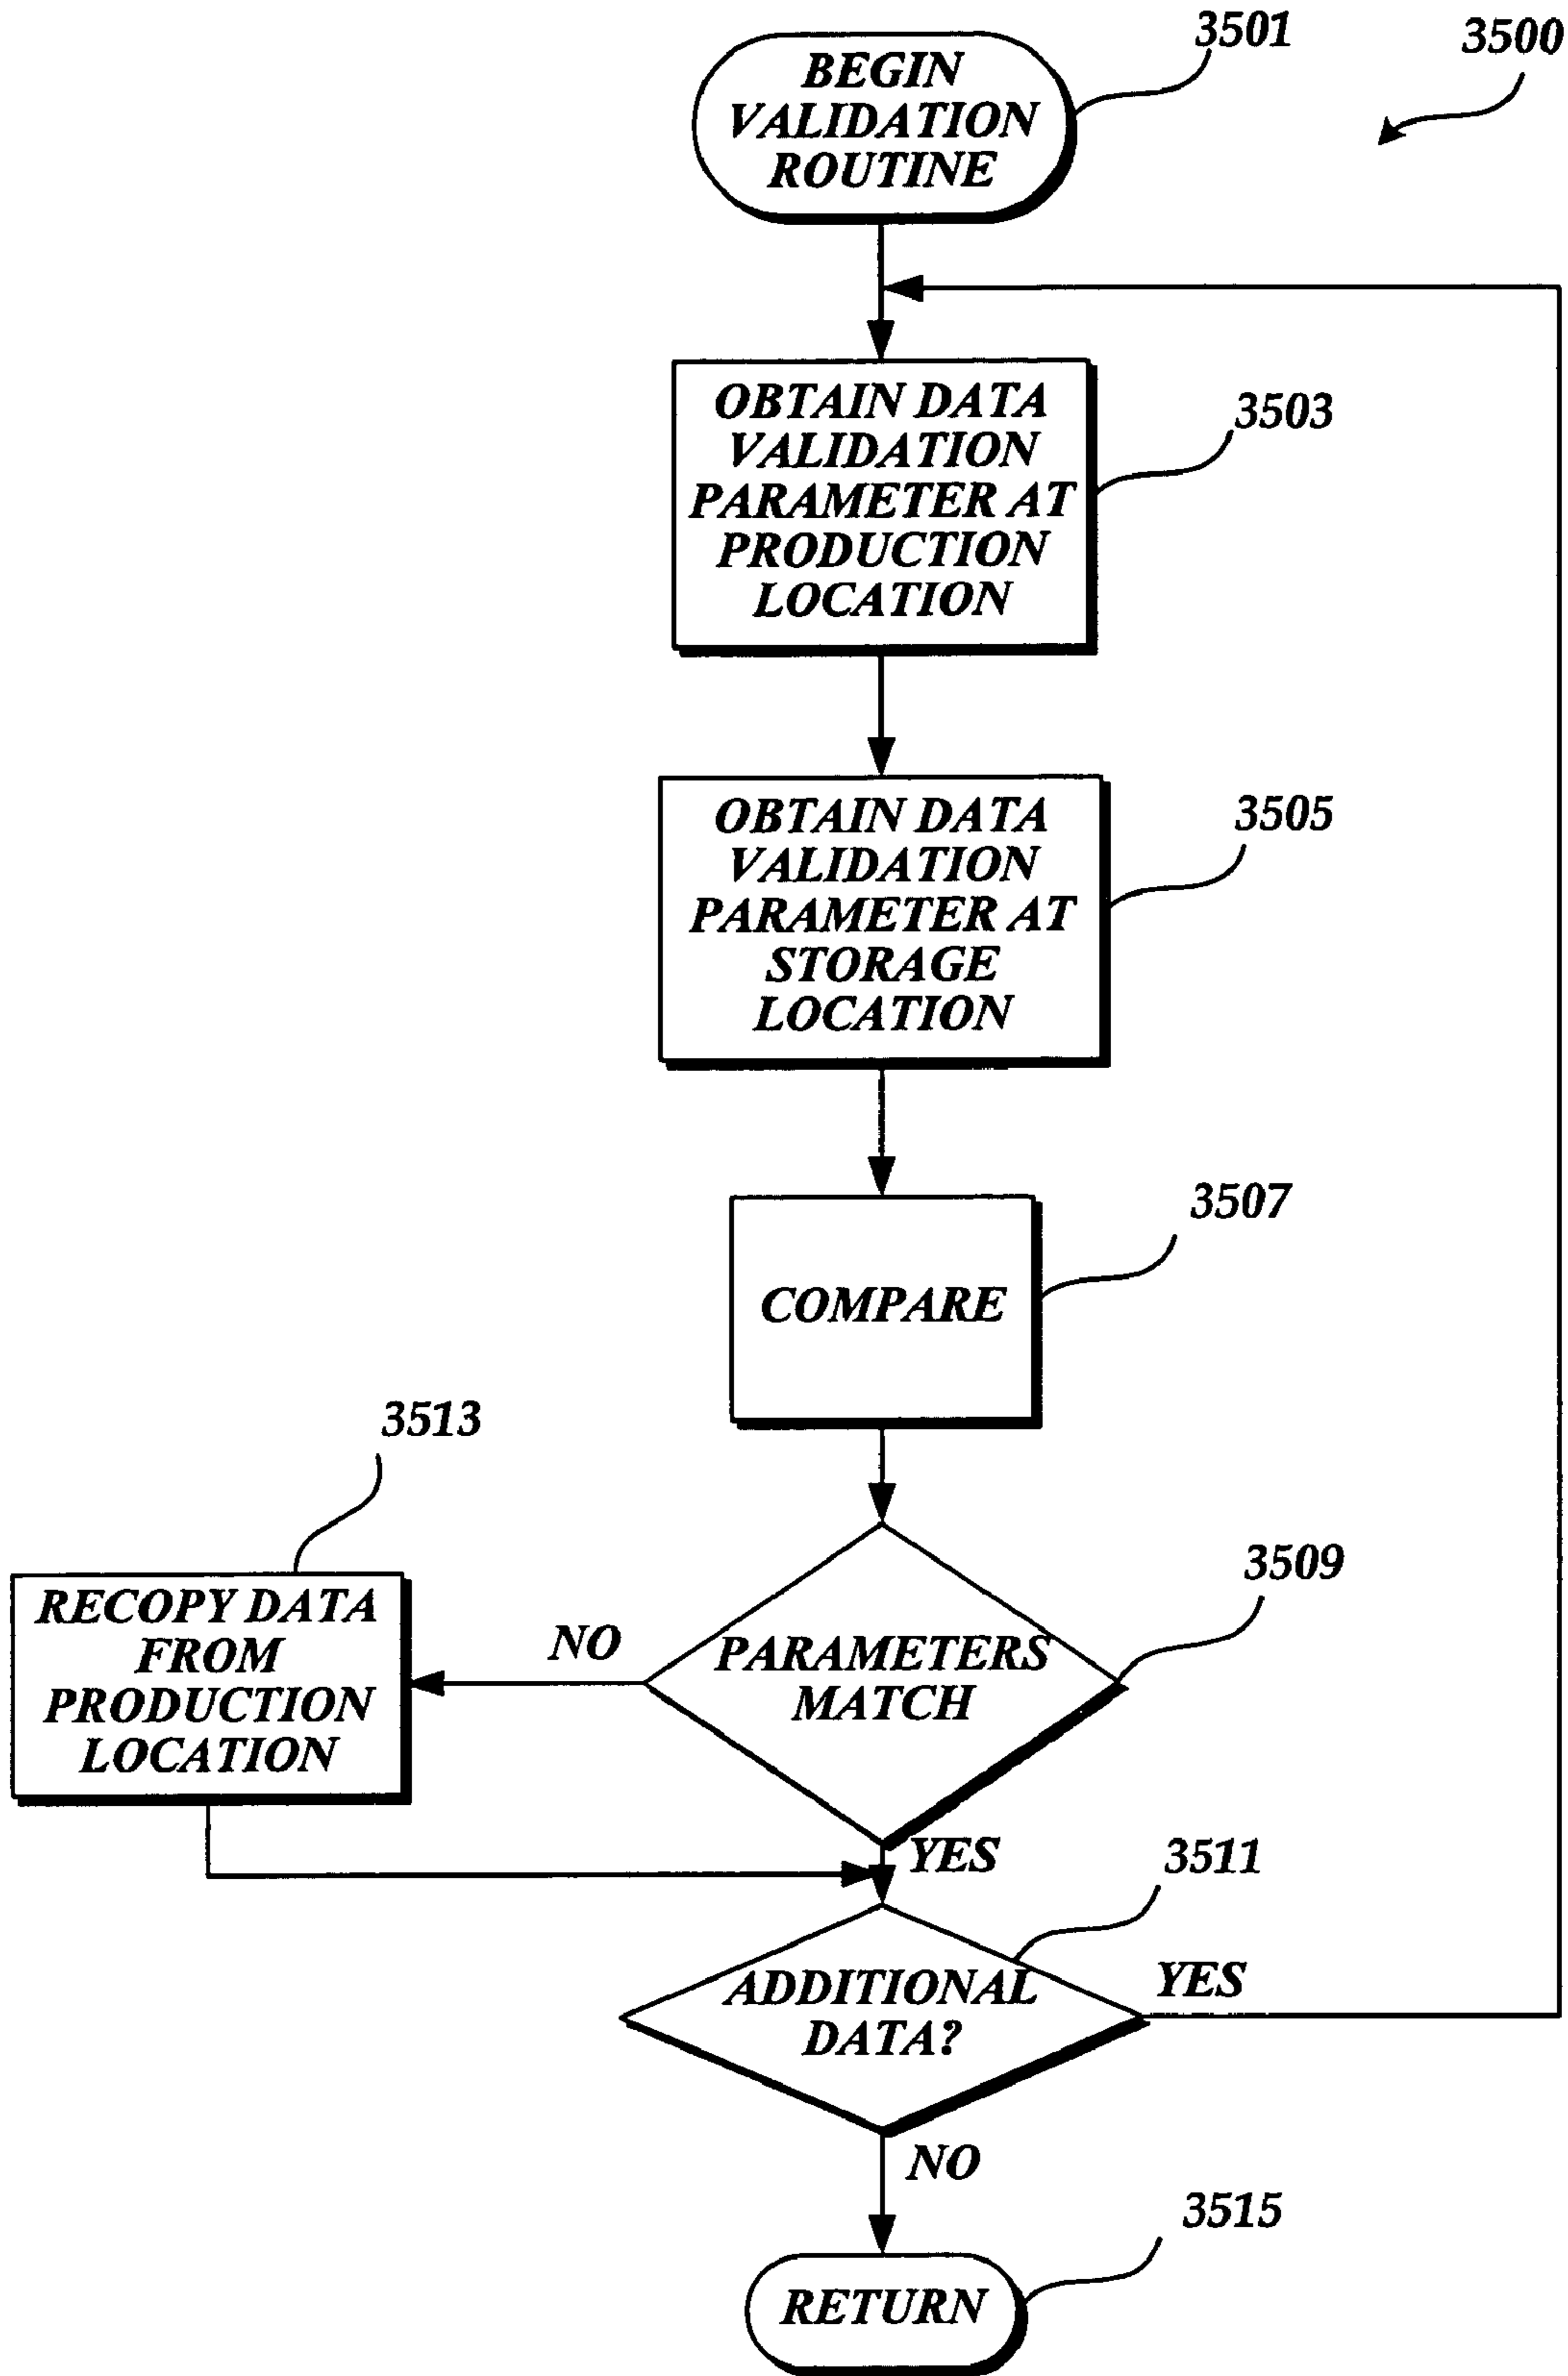 3501
3500
BEGIN
VALIDATION
ROUTINE
OBTAIN DATA
VALIDATION
PARAMETER AT
PRODUCTION
LOCATION
3503
OBTAIN DATA
VALIDATION
PARAMETER AT
STORAGE
LOCATION
3505
COMPARE
3507
3513
RECOPY DATA
FROM
PRODUCTION
LOCATION
NO
PARAMETERS
MATCH
3509
YES
3511
ADDITIONAL
DATA?
YES
NO
3515
RETURN